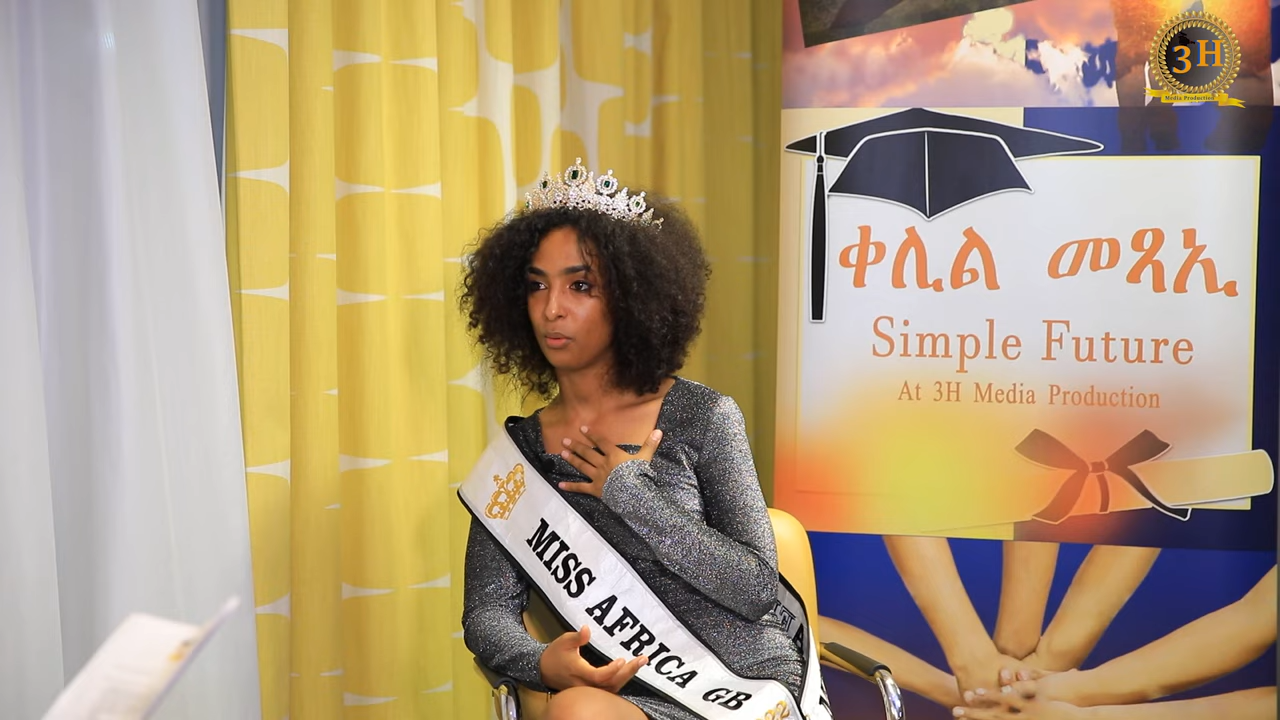 3H
Media Production
ቀሊል መጻኢ
Simple Future
At 3H Media Production
MISS AFRICA GB